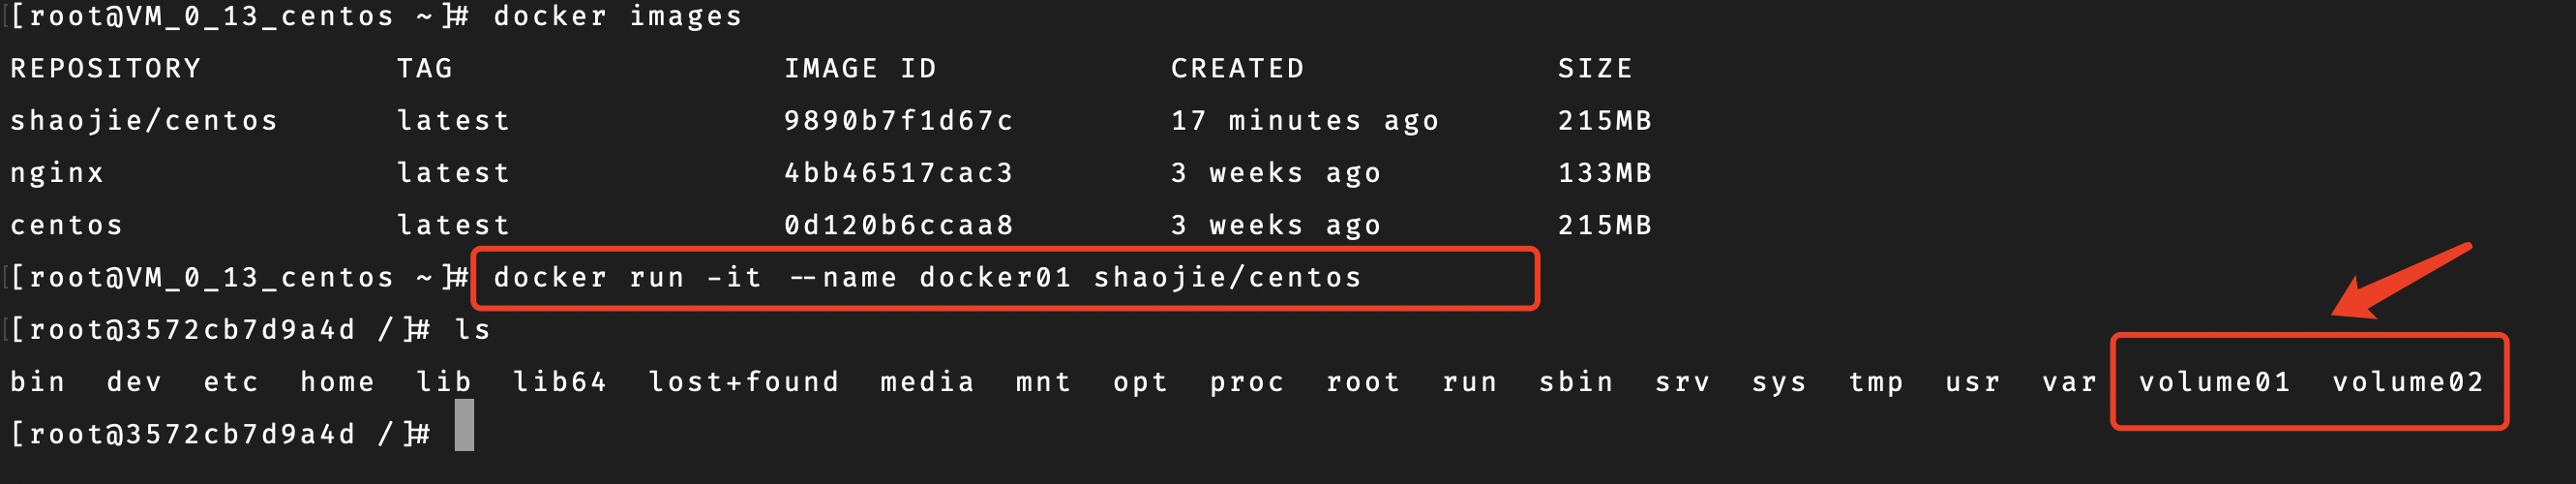 [root@VM_0_13_centos ~]# docker images
REPOSITORY TAG IMAGE ID CREATED SIZE
shaojie/centos latest 9890b7f1d67c 17 minutes ago 215MB
nginx latest 4bb46517cac3 3 weeks ago 133MB
centos latest 0d120b6ccaa8 3 weeks ago 215MB
[root@VM_0_13_centos ~]# docker run -it --name docker01 shaojie/centos
[root@3572cb7d9a4d /]# ls
bin dev etc home lib lib64 lost+found media mnt opt proc root run sbin srv sys tmp usr var volume01 volume02
[root@3572cb7d9a4d /]#